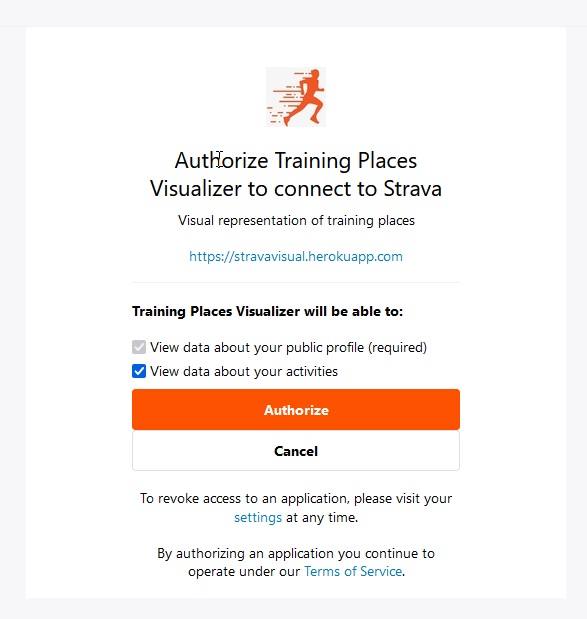 Authorize Training Places
Visualizer to connect to Strava
Visual representation of training places
https://stravavisual.herokuapp.com
Training Places Visualizer will be able to:
View data about your public profile (required)
View data about your activities
Authorize
Cancel
To revoke access to an application, please visit your
settings at any time.
By authorizing an application you continue to
operate under our Terms of Service.